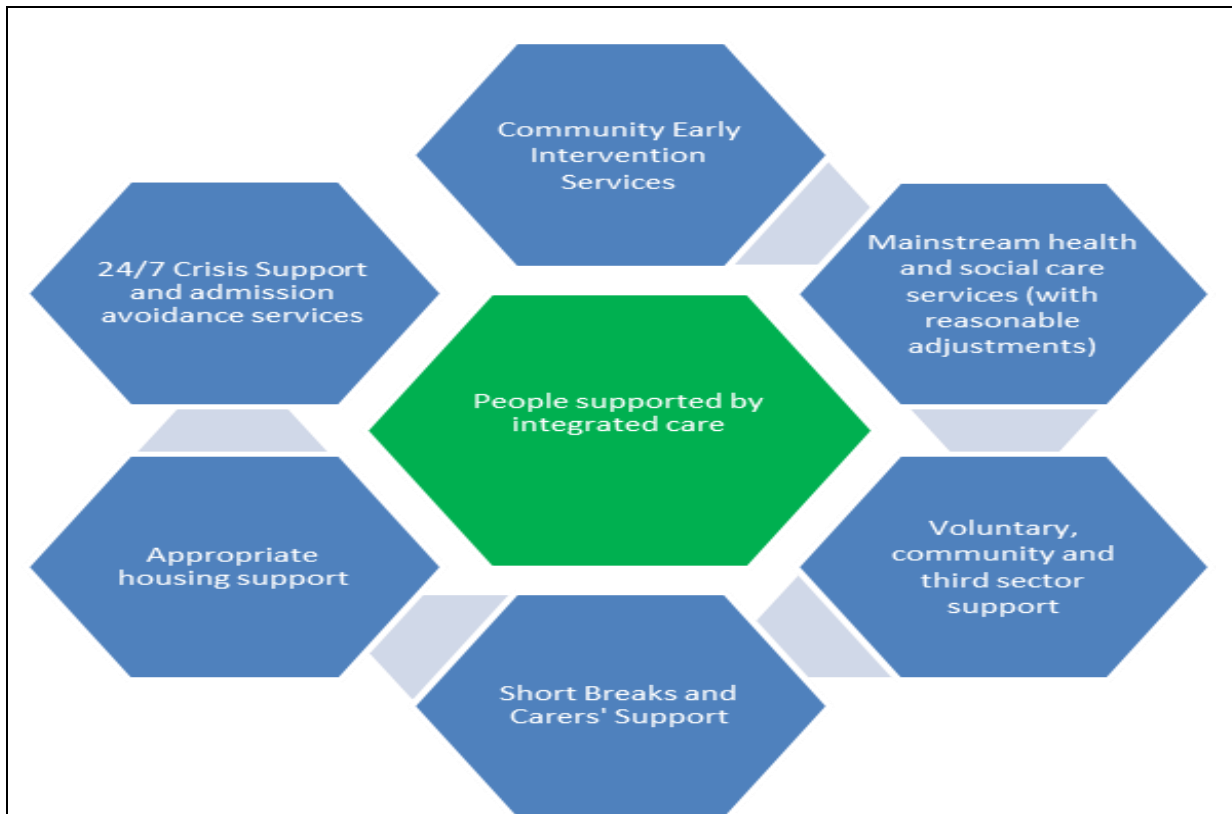 Community Early
Intervention
Services
Mainstream health
and social care
services (with
reasonable
adjustments)
24/7 Crisis Support
and admission
avoidance services
People supported by
integrated care
Voluntary,
community and
third sector
support
Appropriate
housing support
Short Breaks and
Carers' Support